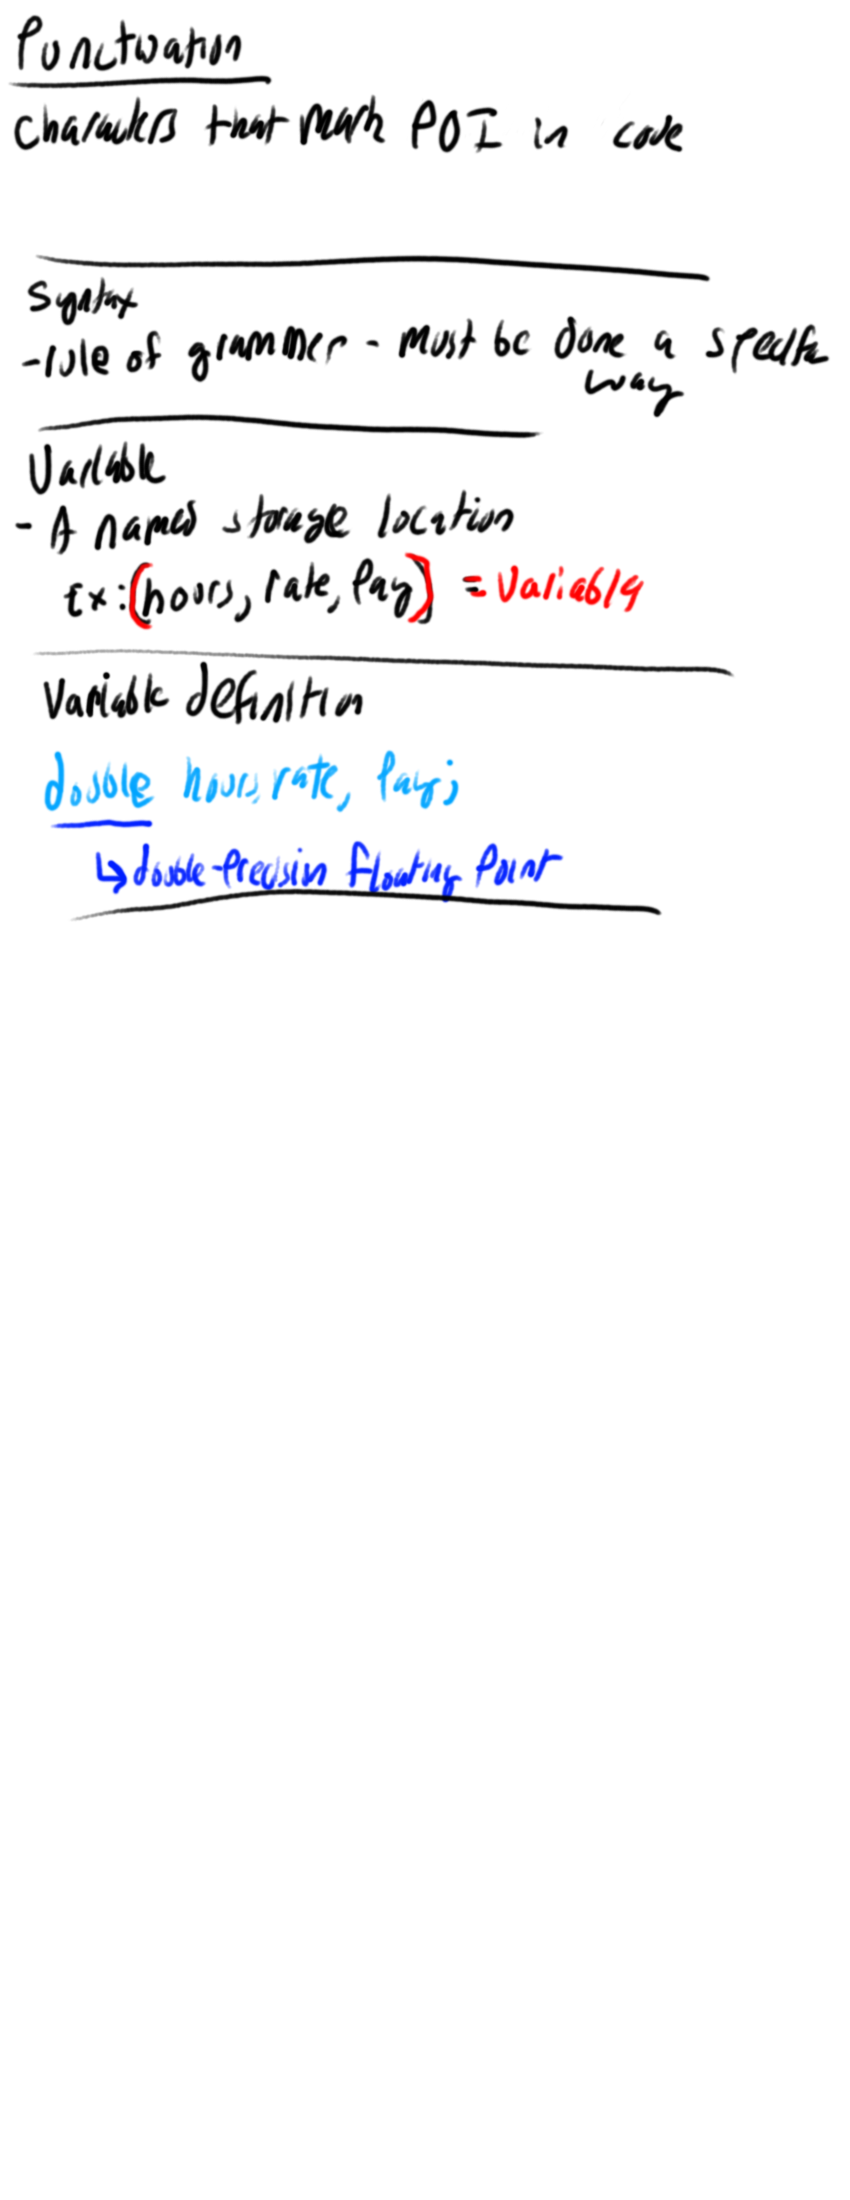 Punctuation
characters that mark POI in code
Syntax
-rule of grammer - must be done a specific
way
Variable
- A named storage location
Ex: (hours, rate, Pay) = Variable
Variable definition
double hours, rate, Pay;
↳ double-Precision floating Point